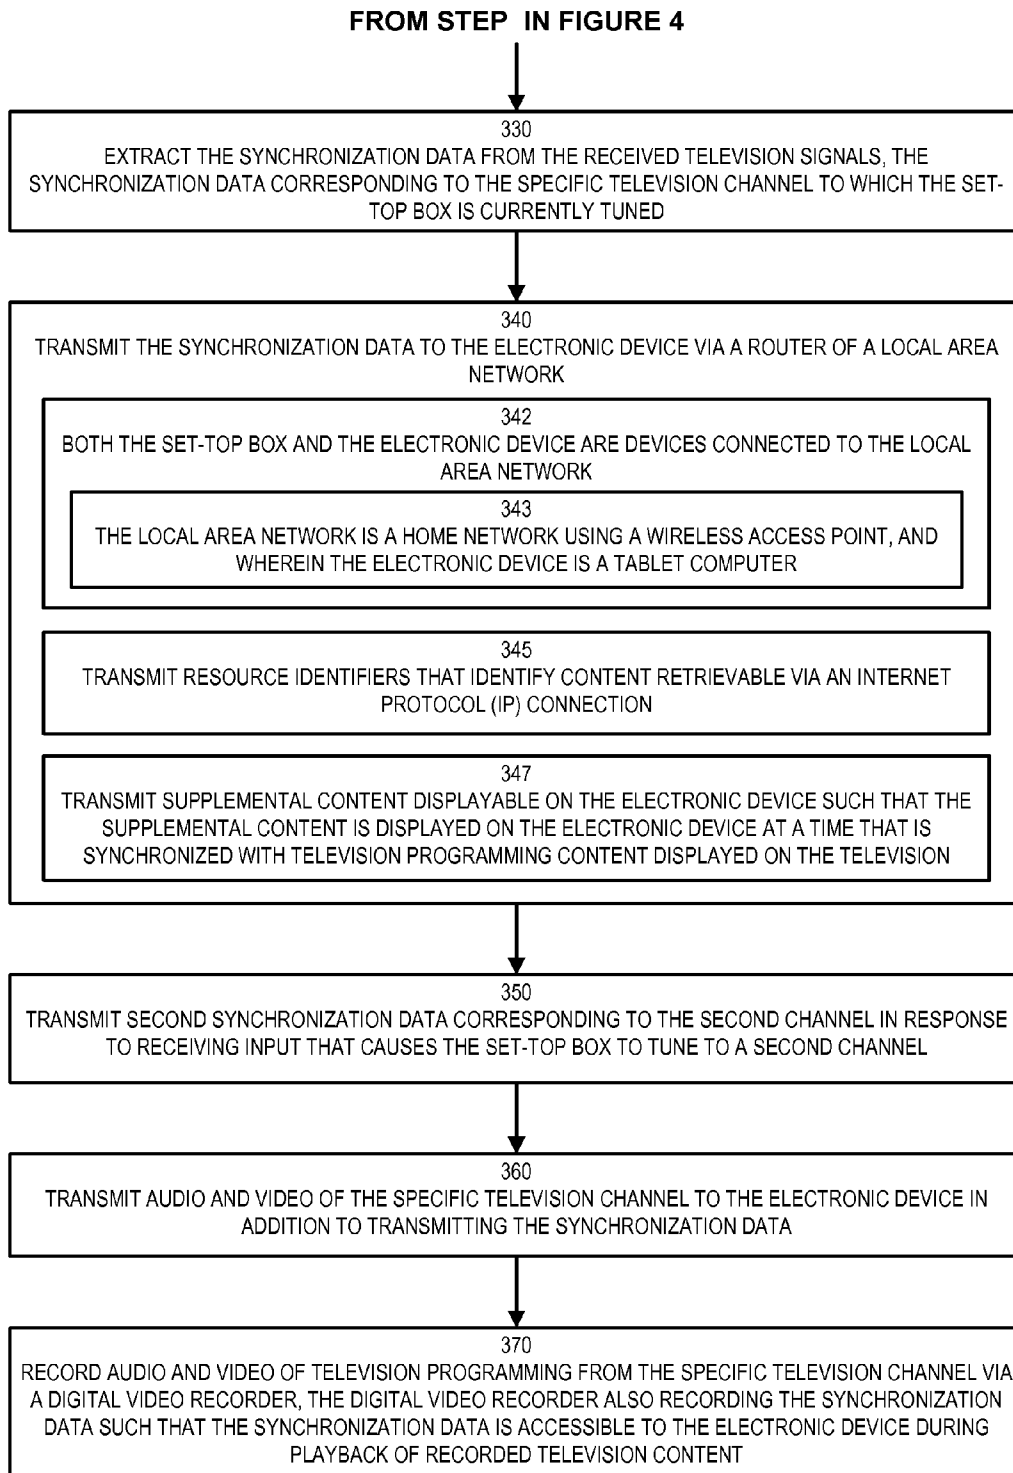 FROM STEP IN FIGURE 4
330
EXTRACT THE SYNCHRONIZATION DATA FROM THE RECEIVED TELEVISION SIGNALS, THE
SYNCHRONIZATION DATA CORRESPONDING TO THE SPECIFIC TELEVISION CHANNEL TO WHICH THE SET-
TOP BOX IS CURRENTLY TUNED
340
TRANSMIT THE SYNCHRONIZATION DATA TO THE ELECTRONIC DEVICE VIA A ROUTER OF A LOCAL AREA
NETWORK
342
BOTH THE SET-TOP BOX AND THE ELECTRONIC DEVICE ARE DEVICES CONNECTED TO THE LOCAL
AREA NETWORK
343
THE LOCAL AREA NETWORK IS A HOME NETWORK USING A WIRELESS ACCESS POINT, AND
WHEREIN THE ELECTRONIC DEVICE IS A TABLET COMPUTER
345
TRANSMIT RESOURCE IDENTIFIERS THAT IDENTIFY CONTENT RETRIEVABLE VIA AN INTERNET
PROTOCOL (IP) CONNECTION
347
TRANSMIT SUPPLEMENTAL CONTENT DISPLAYABLE ON THE ELECTRONIC DEVICE SUCH THAT THE
SUPPLEMENTAL CONTENT IS DISPLAYED ON THE ELECTRONIC DEVICE AT A TIME THAT IS
SYNCHRONIZED WITH TELEVISION PROGRAMMING CONTENT DISPLAYED ON THE TELEVISION
350
TRANSMIT SECOND SYNCHRONIZATION DATA CORRESPONDING TO THE SECOND CHANNEL IN RESPONSE
TO RECEIVING INPUT THAT CAUSES THE SET-TOP BOX TO TUNE TO A SECOND CHANNEL
360
TRANSMIT AUDIO AND VIDEO OF THE SPECIFIC TELEVISION CHANNEL TO THE ELECTRONIC DEVICE IN
ADDITION TO TRANSMITTING THE SYNCHRONIZATION DATA
370
RECORD AUDIO AND VIDEO OF TELEVISION PROGRAMMING FROM THE SPECIFIC TELEVISION CHANNEL VIA
A DIGITAL VIDEO RECORDER, THE DIGITAL VIDEO RECORDER ALSO RECORDING THE SYNCHRONIZATION
DATA SUCH THAT THE SYNCHRONIZATION DATA IS ACCESSIBLE TO THE ELECTRONIC DEVICE DURING
PLAYBACK OF RECORDED TELEVISION CONTENT